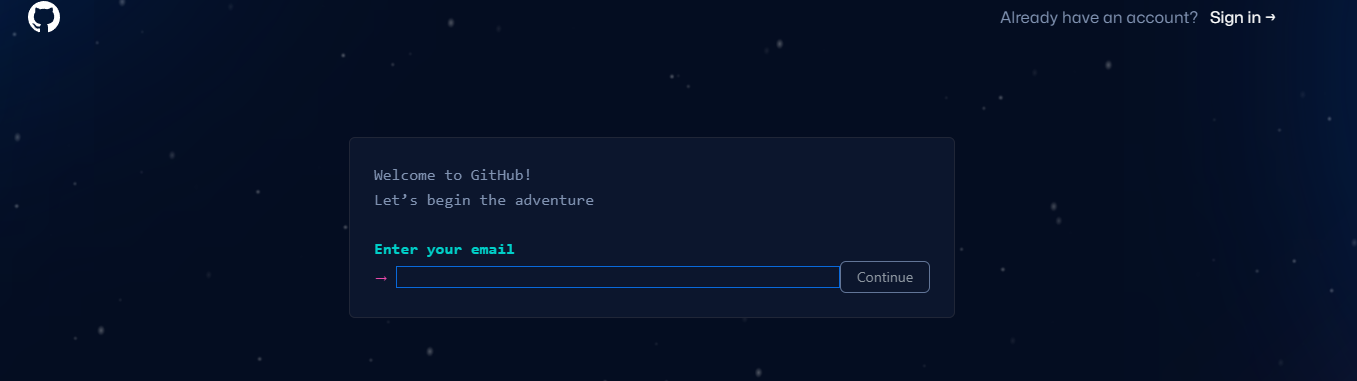 Already have an account? Sign in →
Welcome to GitHub!
Let’s begin the adventure
Enter your email
→ Continue